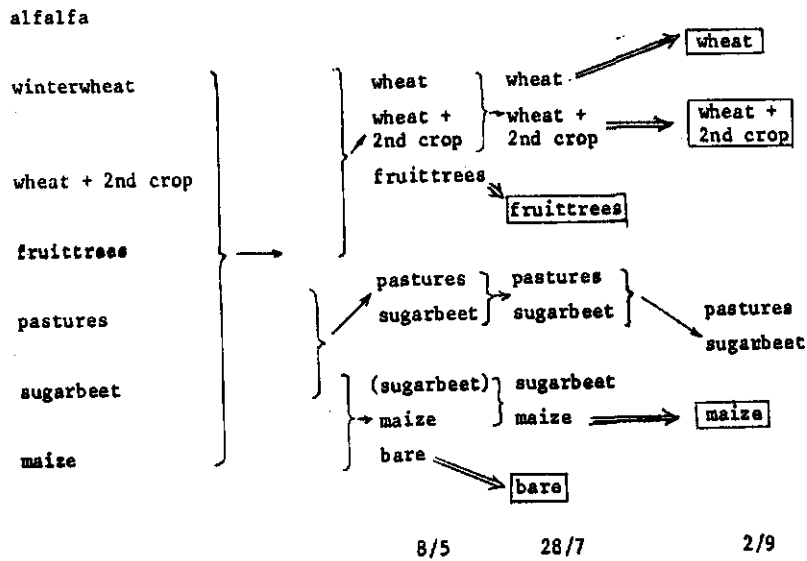 alfalfa
wheat
winterwheat
wheat
wheat
wheat +
2nd crop
wheat +
2nd crop
wheat +
2nd crop
wheat + 2nd crop
fruittrees
fruittrees
fruittrees
pastures
pastures
sugarbeet
sugarbeet
pastures
pastures
sugarbeet
sugarbeet
(sugarbeet)
sugarbeet
maize
maize
maize
maize
bare
bare
8/5
28/7
2/9